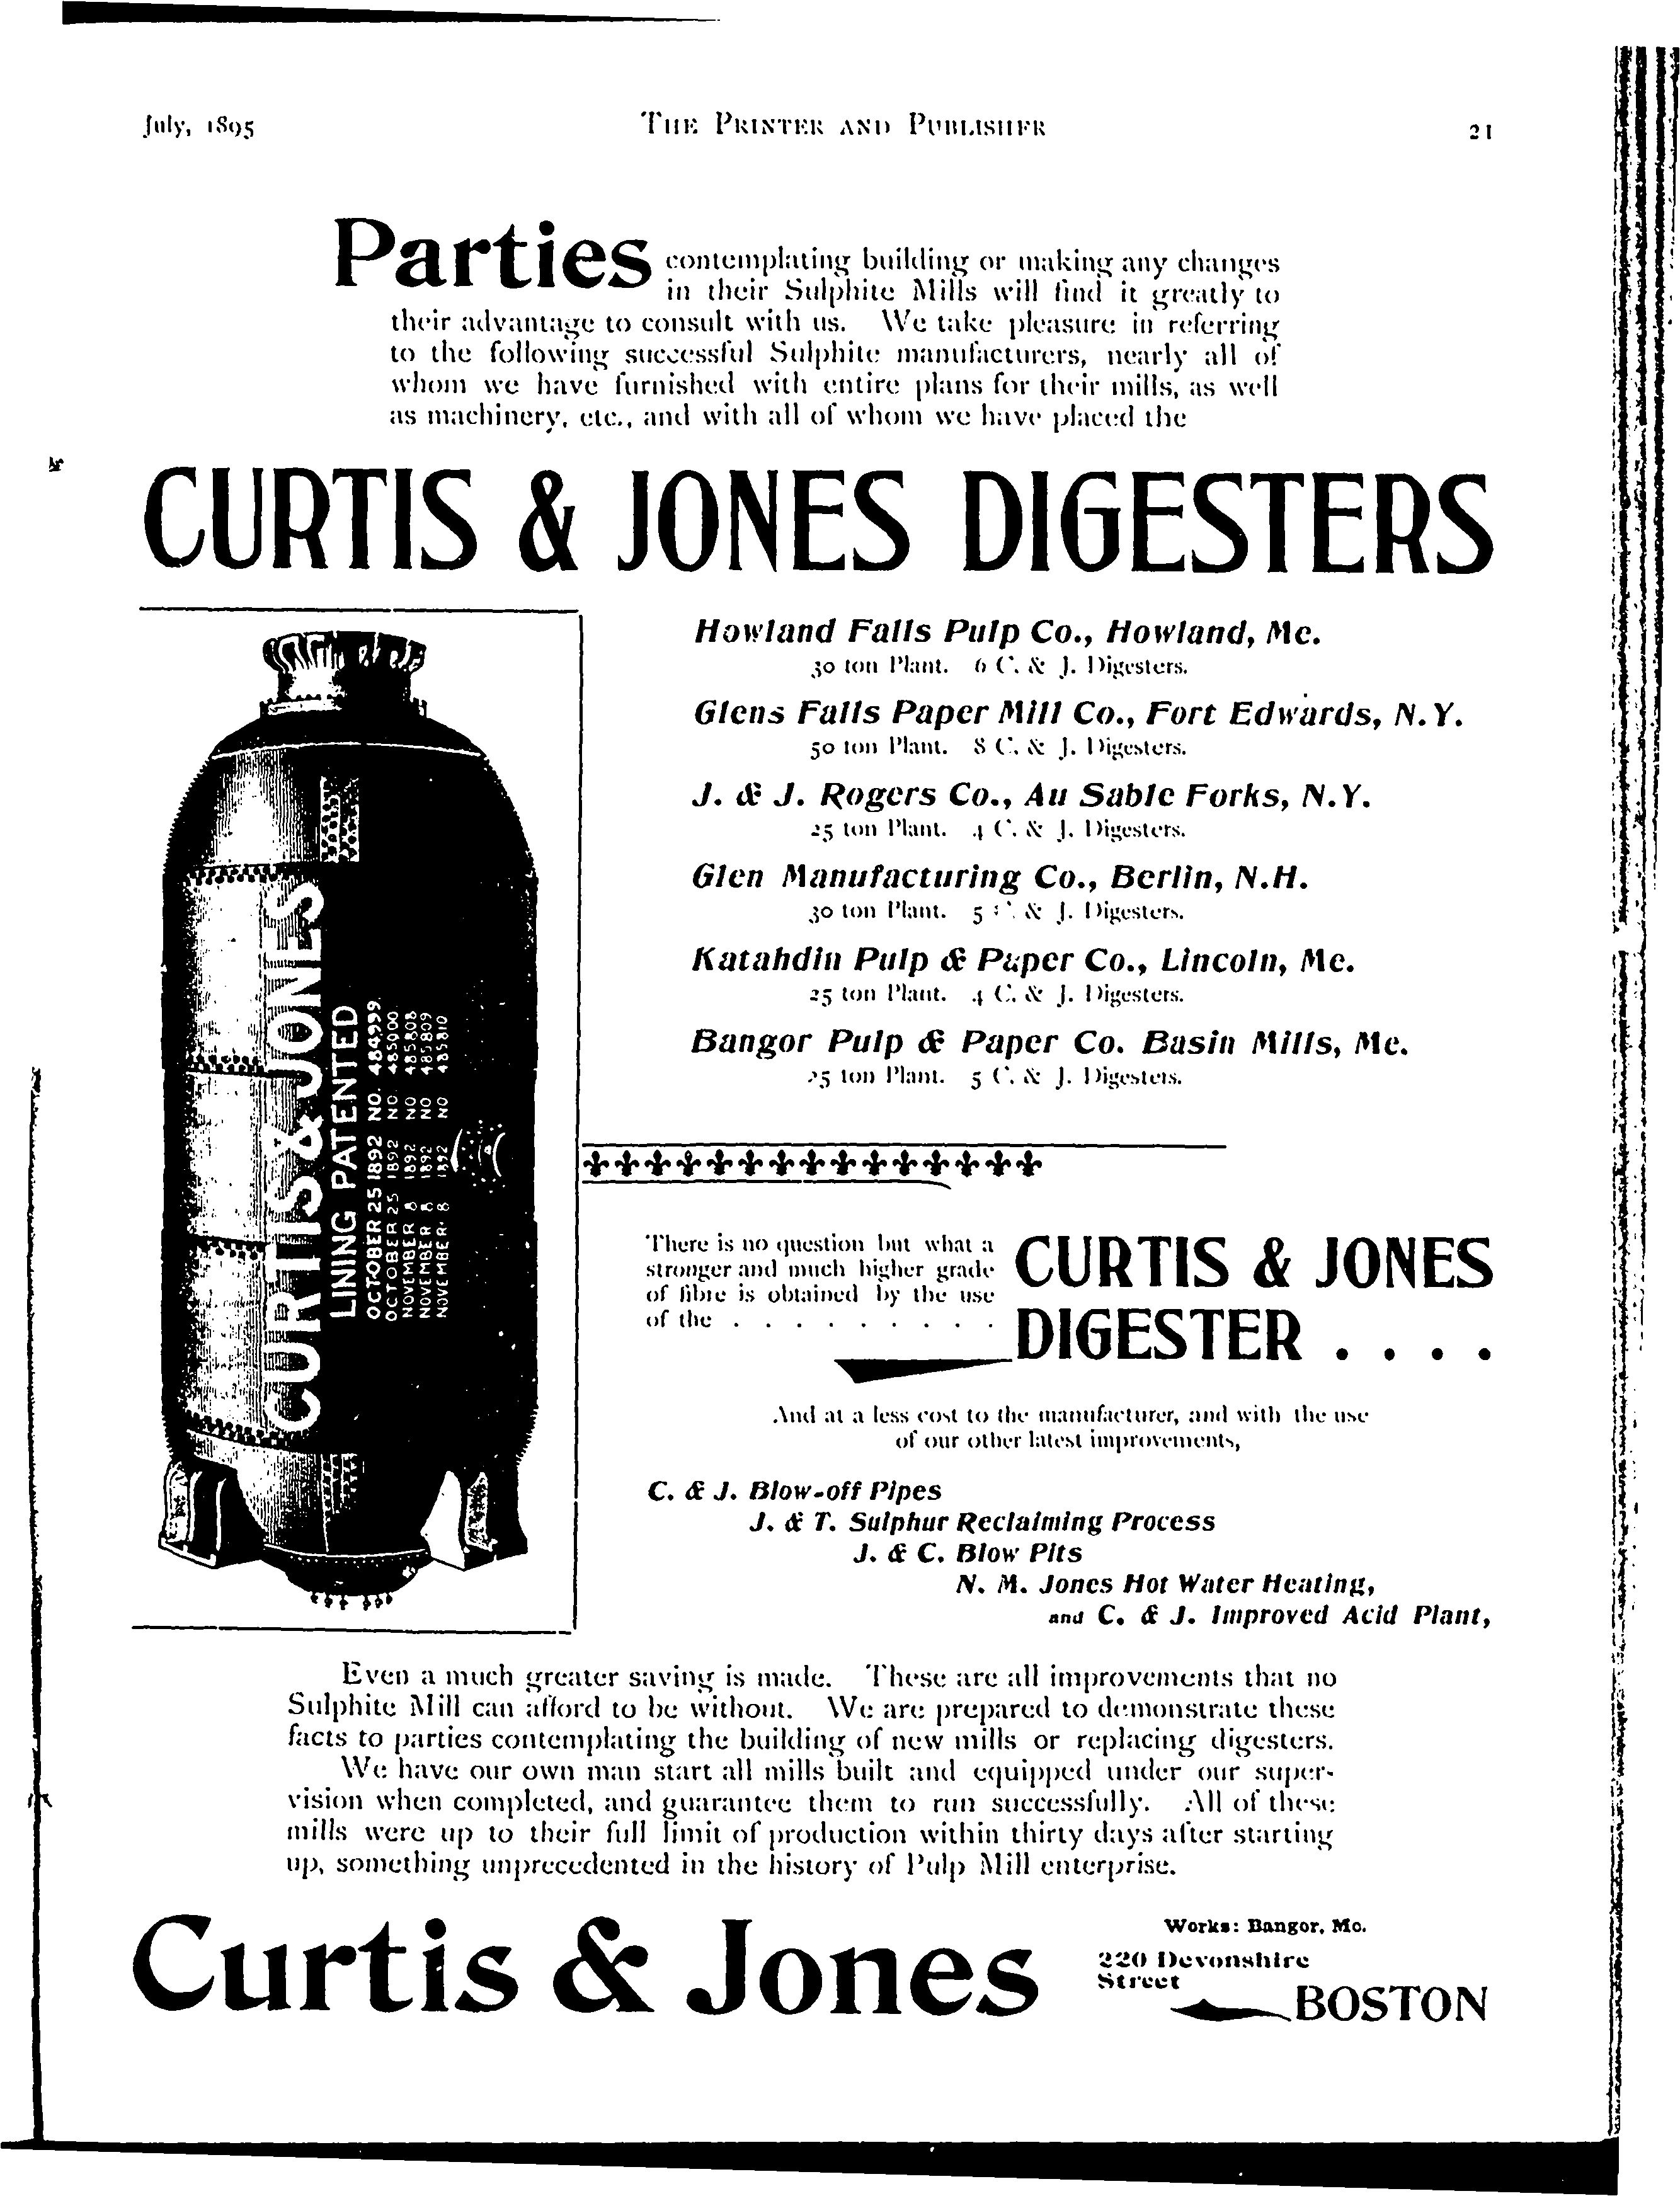 July, 1895
THE PRINTER AND PUBLISHER
21
Parties contemplating building or making any changes
in their Sulphite Mills will find it greatly to
their advantage to consult with us. We take pleasure in referring
to the following successful Sulphite manufacturers, nearly all of
whom we have furnished with entire plans for their mills, as well
as machinery, etc., and with all of whom we have placed the
CURTIS & JONES DIGESTERS
Howland Falls Pulp Co., Howland, Me.
30 ton Plant. 6 C. & J. Digesters.
Glens Falls Paper Mill Co., Fort Edwards, N.Y.
50 ton Plant. 8 C. & J. Digesters.
J. & J. Rogers Co., Au Sable Forks, N.Y.
25 ton Plant. 4 C. & J. Digesters.
Glen Manufacturing Co., Berlin, N.H.
30 ton Plant. 5 C. & J. Digesters.
Katahdin Pulp & Paper Co., Lincoln, Me.
25 ton Plant. 4 C. & J. Digesters.
Bangor Pulp & Paper Co. Basin Mills, Me.
25 ton Plant. 5 C. & J. Digesters.
CURTIS & JONES
LINING PATENTED
OCTOBER 25 1892 NO. 484999
OCTOBER 25 1892 NO. 485000
NOVEMBER 8 1892 NO 485808
NOVEMBER 8 1892 NO 485809
NOVEMBER 8 1892 NO 485810
There is no question but what a
stronger and much higher grade
of fibre is obtained by the use
of the . . . . . . . . .
CURTIS & JONES
DIGESTER . . . .
And at a less cost to the manufacturer, and with the use
of our other latest improvements,
C. & J. Blow-off Pipes
J. & T. Sulphur Reclaiming Process
J. & C. Blow Pits
N. M. Jones Hot Water Heating,
and C. & J. Improved Acid Plant,
Even a much greater saving is made. These are all improvements that no
Sulphite Mill can afford to be without. We are prepared to demonstrate these
facts to parties contemplating the building of new mills or replacing digesters.
We have our own man start all mills built and equipped under our super-
vision when completed, and guarantee them to run successfully. All of these
mills were up to their full limit of production within thirty days after starting
up, something unprecedented in the history of Pulp Mill enterprise.
Curtis & Jones
Works: Bangor, Me.
220 Devonshire
Street
BOSTON